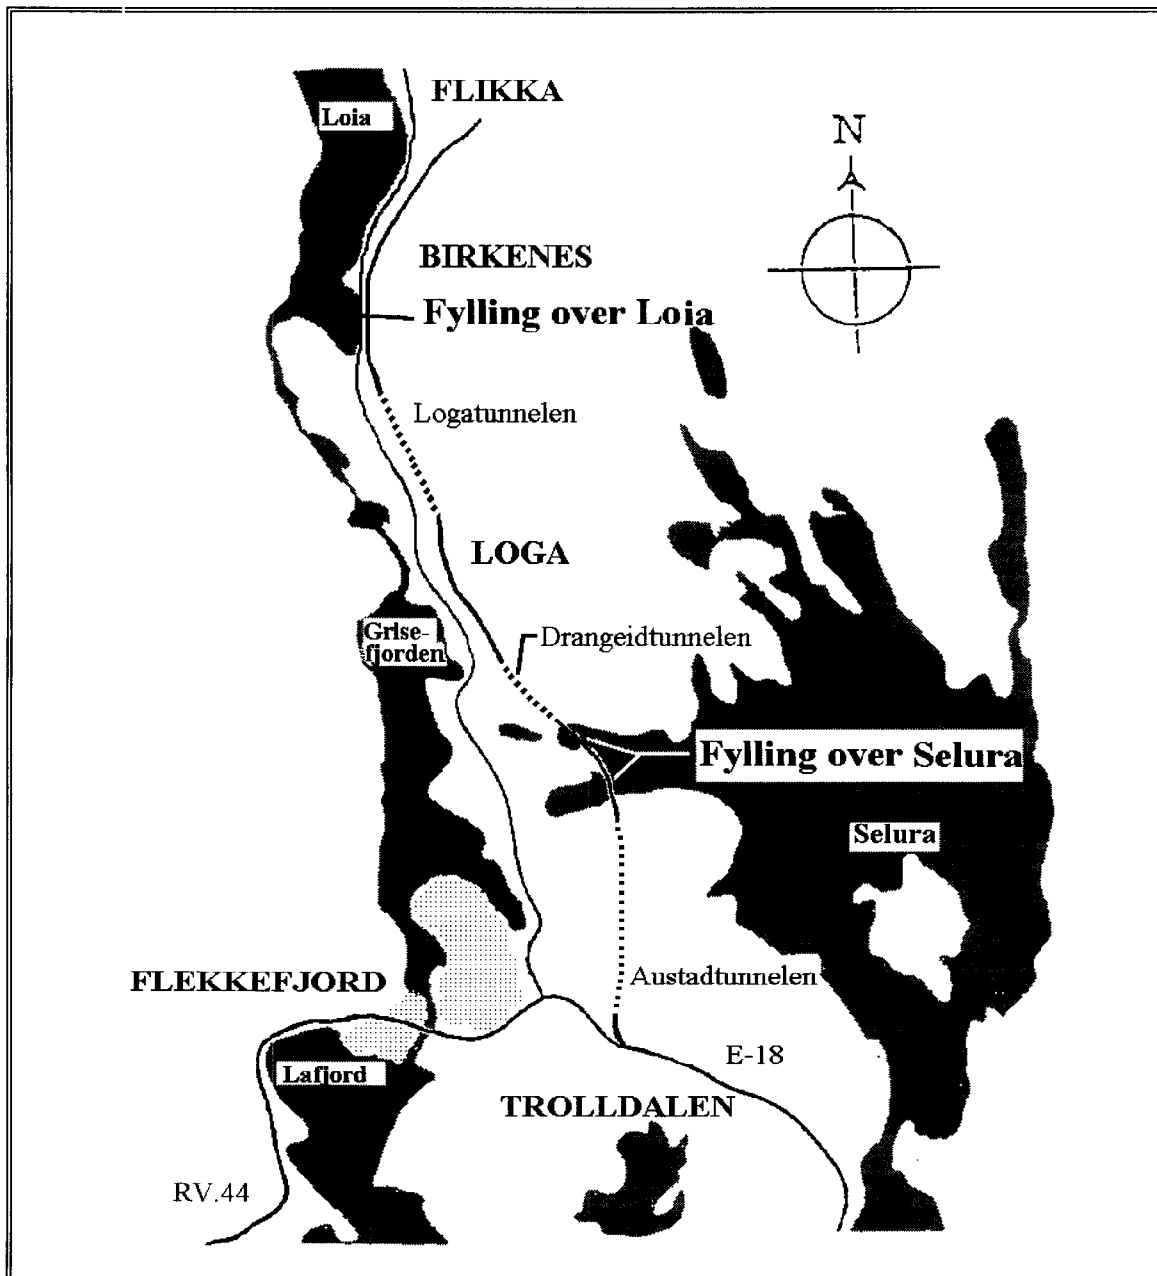 FLIKKA
Loia
N
BIRKENES
Fylling over Loia
Logatunnelen
LOGA
Grise-
fjorden
Drangeidtunnelen
Fylling over Selura
Selura
FLEKKEFJORD
Austadtunnelen
E-18
Lafjord
TROLLDALEN
RV.44